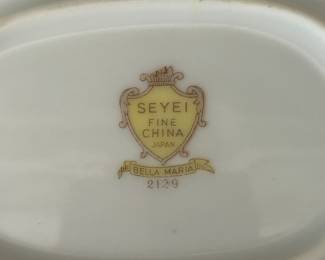 SEYEI
FINE
CHINA
JAPAN
BELLA MARIA
2129